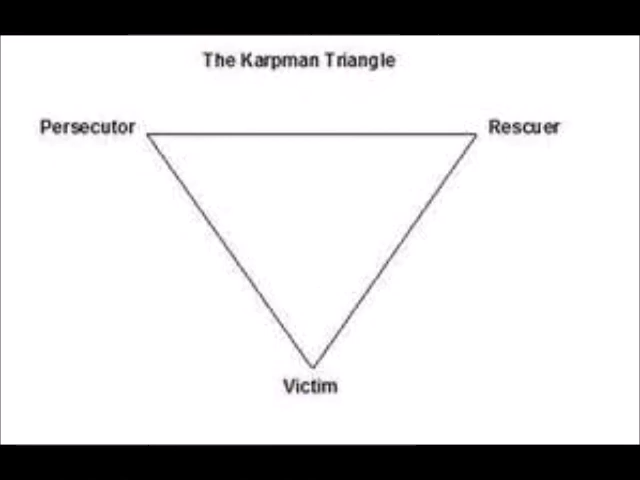 The Karpman Triangle
Persecutor
Rescuer
Victim